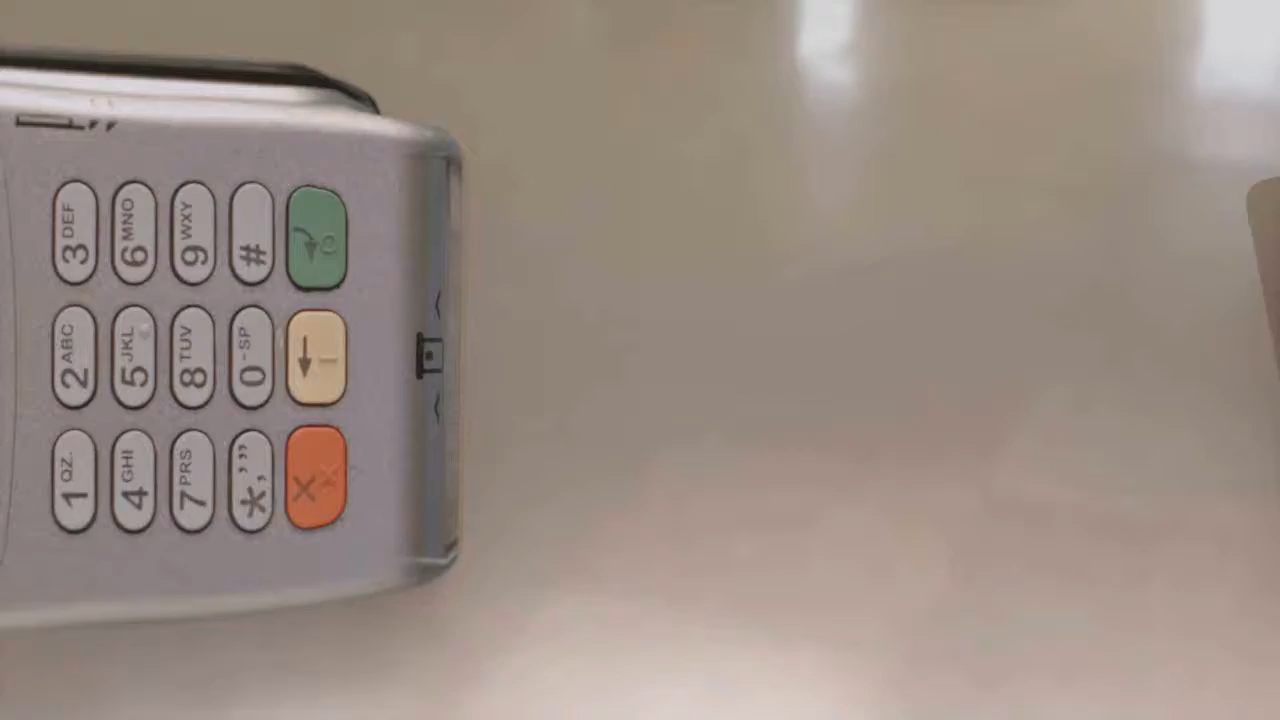 1 QZ.
2 ABC
3 DEF
4 GHI
5 JKL
6 MNO
7 PRS
8 TUV
9 WXY
*,'"
0 -SP
#